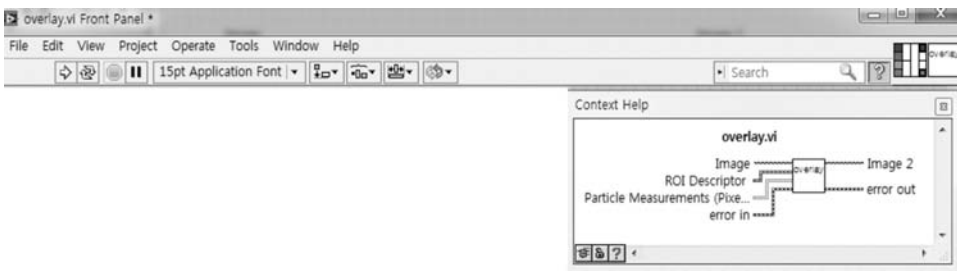 overlay.vi Front Panel *
File Edit View Project Operate Tools Window Help
15pt Application Font
Search
overlay
Context Help
overlay.vi
Image
ROI Descriptor
Particle Measurements (Pixe...
error in
overlay
Image 2
error out